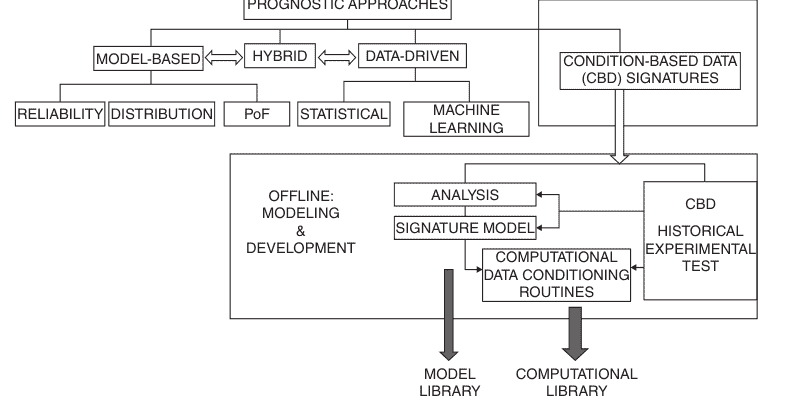 PROGNOSTIC APPROACHES
MODEL-BASED
HYBRID
DATA-DRIVEN
CONDITION-BASED DATA
(CBD) SIGNATURES
RELIABILITY
DISTRIBUTION
PoF
STATISTICAL
MACHINE
LEARNING
OFFLINE:
MODELING
&
DEVELOPMENT
ANALYSIS
SIGNATURE MODEL
COMPUTATIONAL
DATA CONDITIONING
ROUTINES
CBD
HISTORICAL
EXPERIMENTAL
TEST
MODEL
LIBRARY
COMPUTATIONAL
LIBRARY